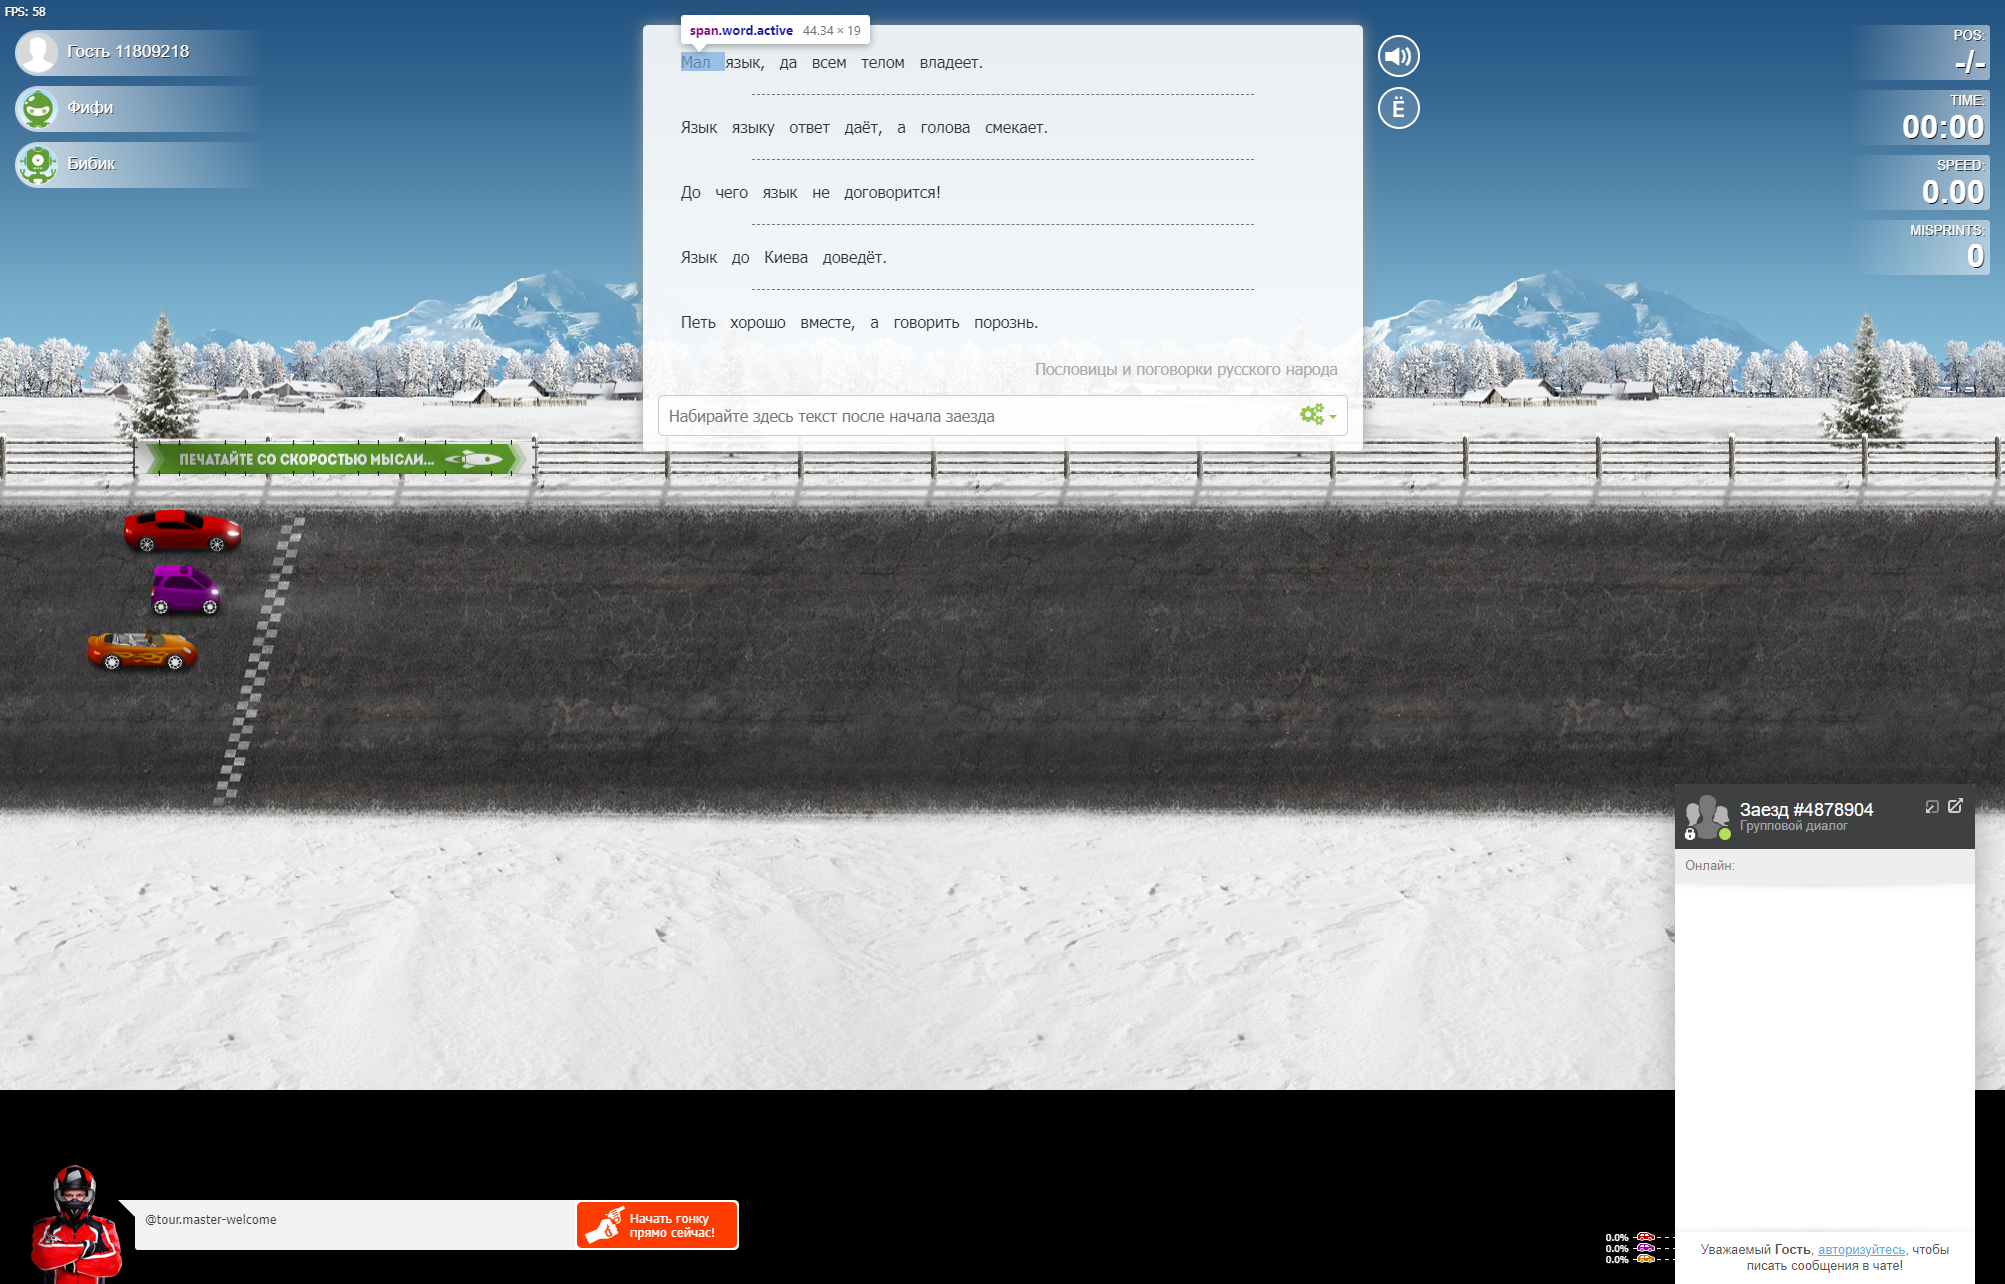 FPS: 58
Гость 11809218
Фифи
Бибик
span.word.active 44.34 × 19
Мал язык, да всем телом владеет.
Язык языку ответ даёт, а голова смекает.
До чего язык не договорится!
Язык до Киева доведёт.
Петь хорошо вместе, а говорить порознь.
Пословицы и поговорки русского народа
Набирайте здесь текст после начала заезда
Ё
POS:
-/-
TIME:
00:00
SPEED:
0.00
MISPRINTS:
0
ПЕЧАТАЙТЕ СО СКОРОСТЬЮ МЫСЛИ...
Заезд #4878904
Групповой диалог
Онлайн:
@tour.master-welcome
Начать гонку
прямо сейчас!
0.0%
0.0%
0.0%
Уважаемый Гость, авторизуйтесь, чтобы
писать сообщения в чате!